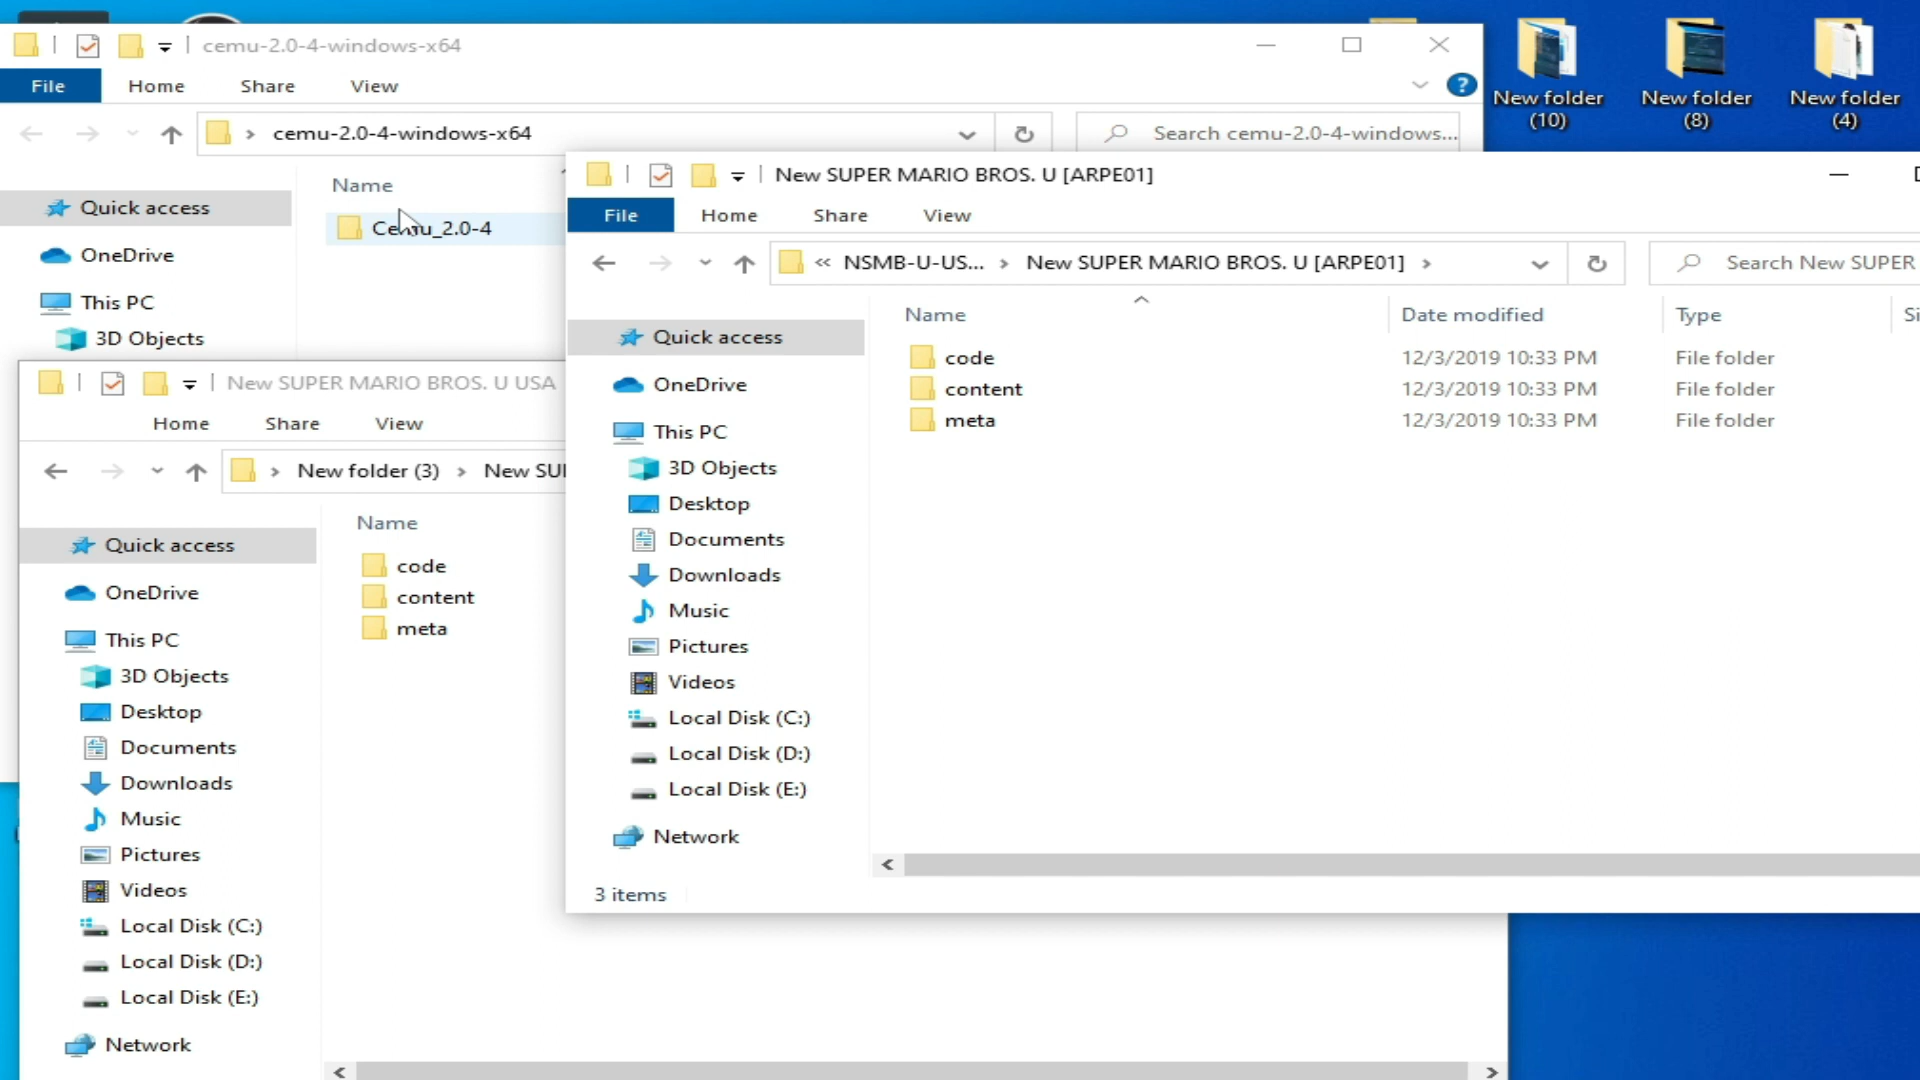 cemu-2.0-4-windows-x64
File Home Share View
cemu-2.0-4-windows-x64
Search cemu-2.0-4-windows...
Name
Cemu_2.0-4
Quick access
OneDrive
This PC
3D Objects
New folder (10)
New folder (8)
New folder (4)
New SUPER MARIO BROS. U USA
Home Share View
New folder (3) > New SU
Name
code
content
meta
Quick access
OneDrive
This PC
3D Objects
Desktop
Documents
Downloads
Music
Pictures
Videos
Local Disk (C:)
Local Disk (D:)
Local Disk (E:)
Network
New SUPER MARIO BROS. U [ARPE01]
File Home Share View
« NSMB-U-US... > New SUPER MARIO BROS. U [ARPE01] >
Search New SUPER
Name Date modified Type Si
code 12/3/2019 10:33 PM File folder
content 12/3/2019 10:33 PM File folder
meta 12/3/2019 10:33 PM File folder
Quick access
OneDrive
This PC
3D Objects
Desktop
Documents
Downloads
Music
Pictures
Videos
Local Disk (C:)
Local Disk (D:)
Local Disk (E:)
Network
3 items